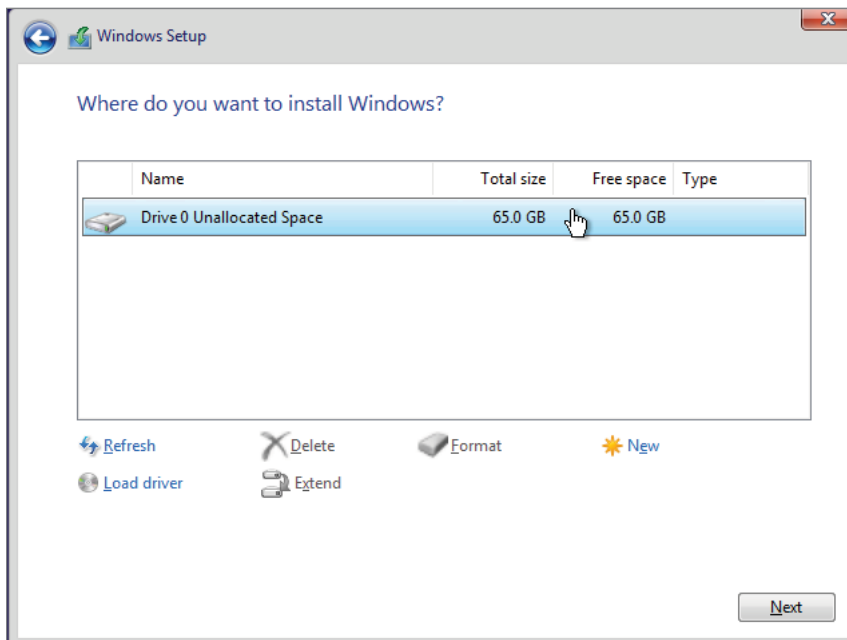 Windows Setup
Where do you want to install Windows?
Name Total size Free space Type
Drive 0 Unallocated Space 65.0 GB 65.0 GB
Refresh Delete Format New
Load driver Extend
Next